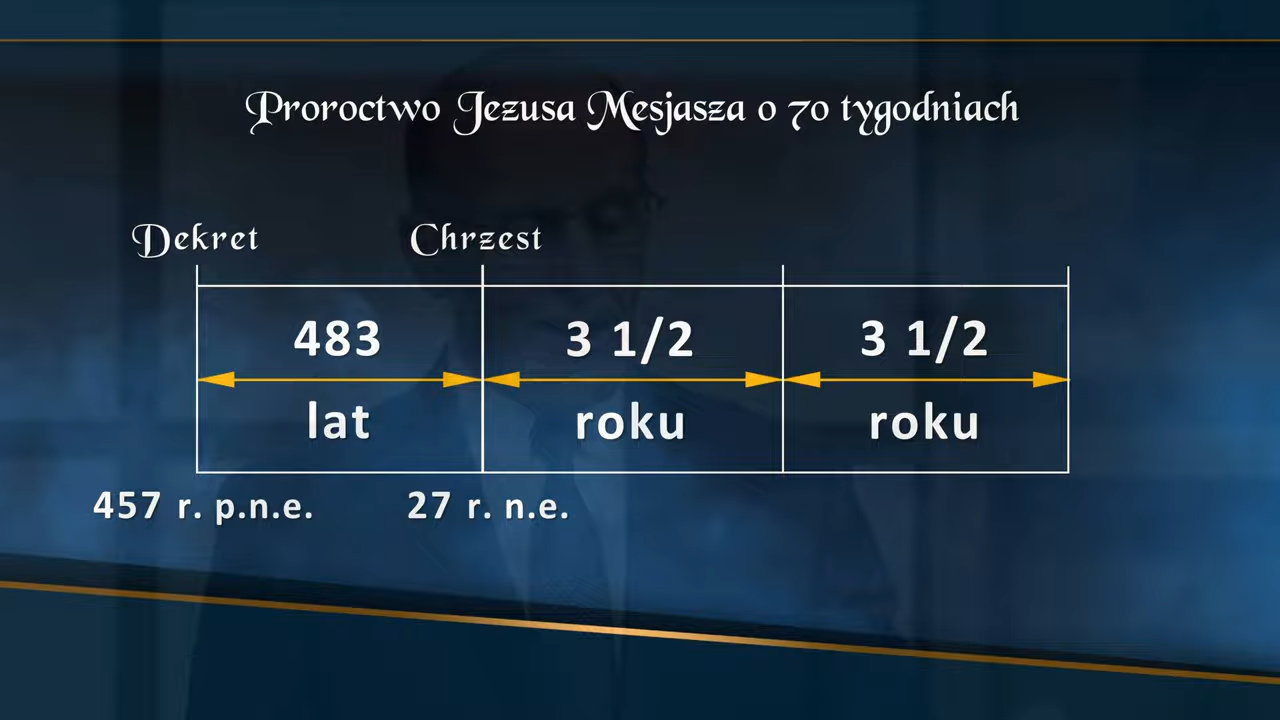 Proroctwo Jezusa Mesjasza o 70 tygodniach
Dekret Chrzest
483 3 1/2 3 1/2
lat roku roku
457 r. p.n.e. 27 r. n.e.